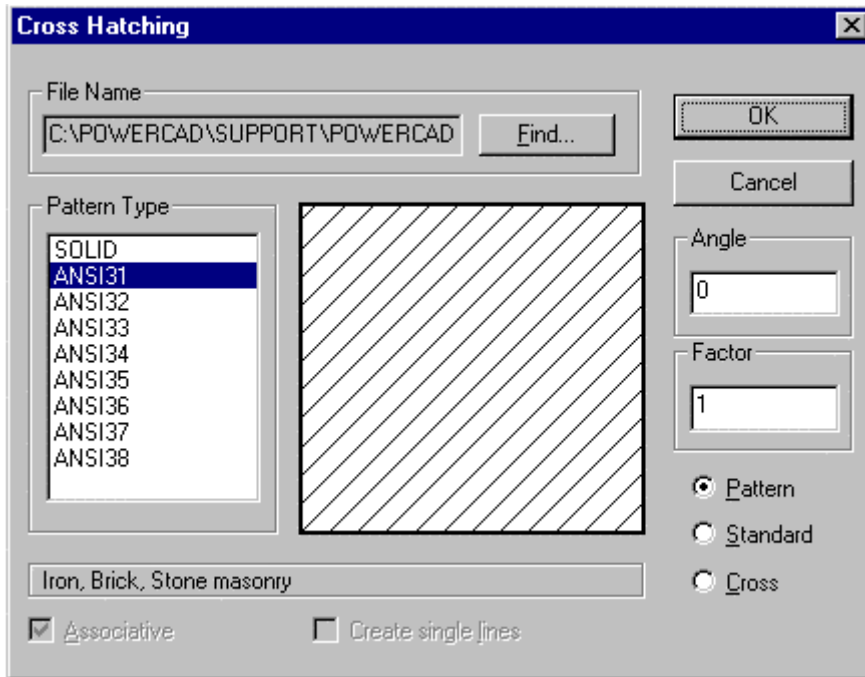 Cross Hatching
File Name
C:\POWERCAD\SUPPORT\POWERCAD
Find...
OK
Cancel
Pattern Type
SOLID
ANSI31
ANSI32
ANSI33
ANSI34
ANSI35
ANSI36
ANSI37
ANSI38
Angle
0
Factor
1
Pattern
Standard
Cross
Iron, Brick, Stone masonry
Associative
Create single lines